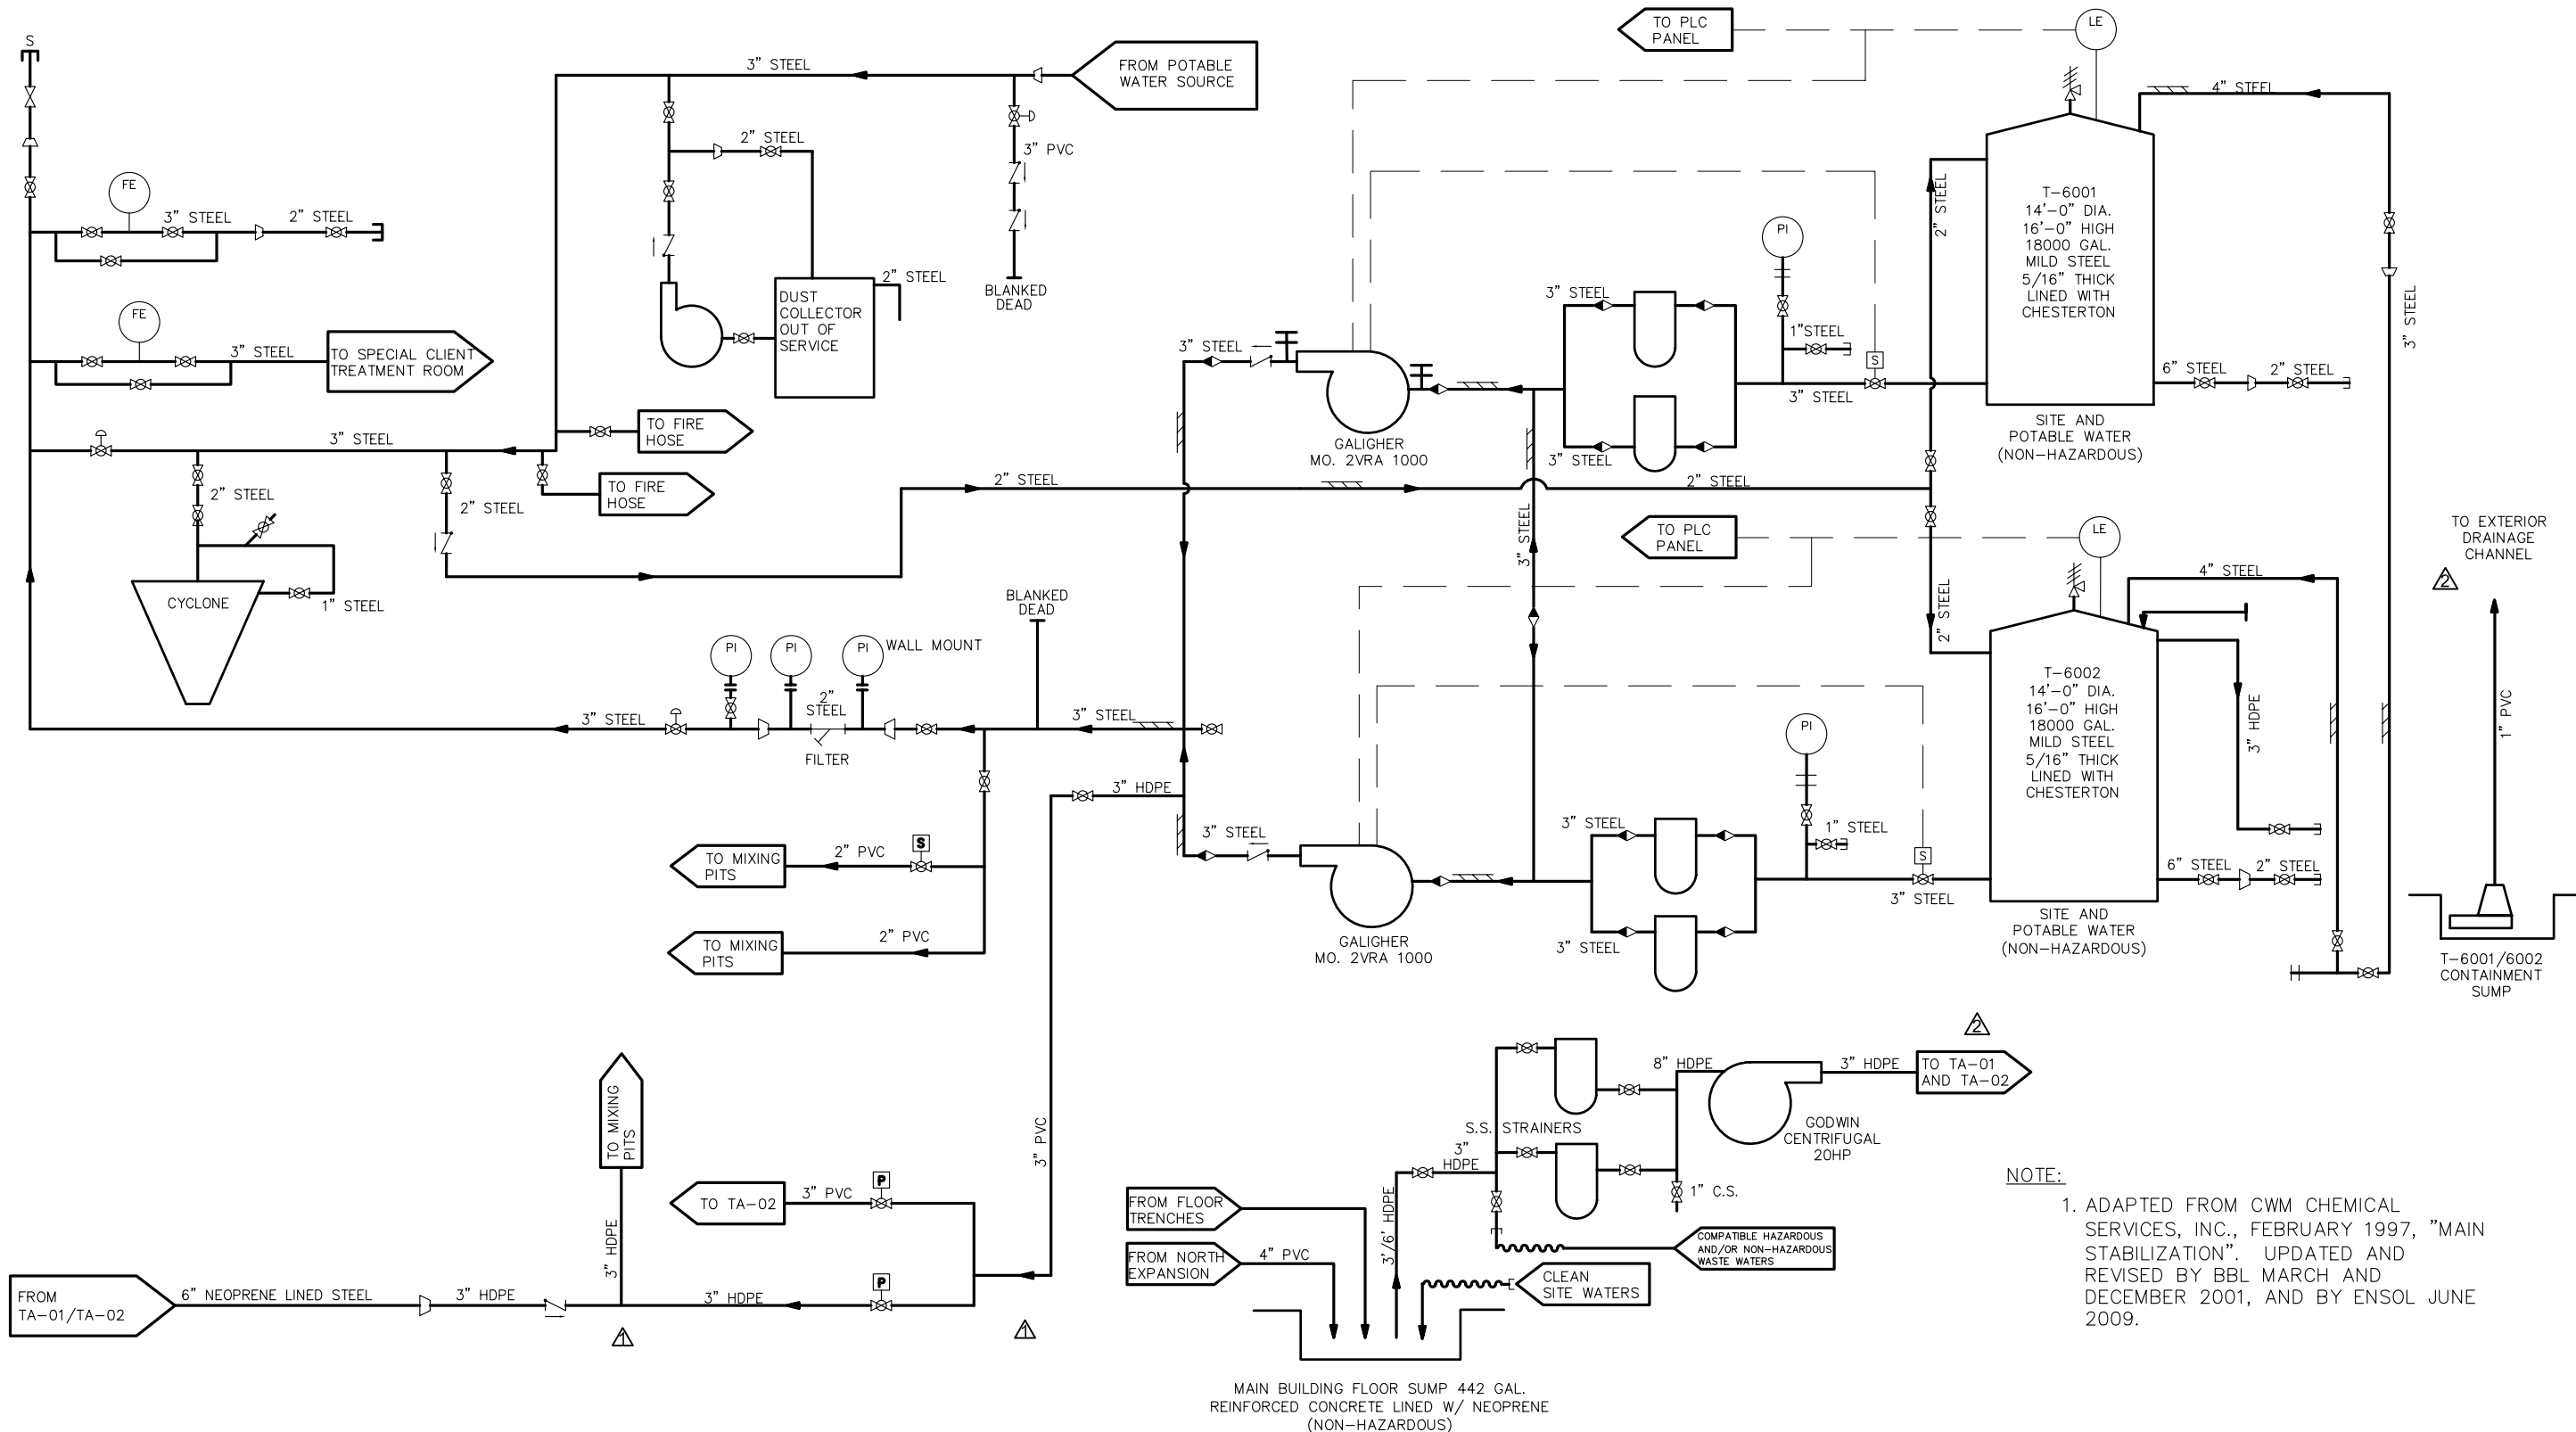 S
3" STEEL
FROM POTABLE
WATER SOURCE
2" STEEL
3" PVC
BLANKED
DEAD
FE
3" STEEL
2" STEEL
FE
3" STEEL
TO SPECIAL CLIENT
TREATMENT ROOM
DUST
COLLECTOR
OUT OF
SERVICE
2" STEEL
TO FIRE
HOSE
3" STEEL
TO FIRE
HOSE
2" STEEL
2" STEEL
CYCLONE
1" STEEL
2" STEEL
2" STEEL
TO PLC
PANEL
LE
4" STEEL
T-6001
14'-0" DIA.
16'-0" HIGH
18000 GAL.
MILD STEEL
5/16" THICK
LINED WITH
CHESTERTON
2" STEEL
PI
1"STEEL
S
3" STEEL
3" STEEL
3" STEEL
3" STEEL
GALIGHER
MO. 2VRA 1000
6" STEEL
2" STEEL
SITE AND
POTABLE WATER
(NON-HAZARDOUS)
3" STEEL
3" STEEL
TO PLC
PANEL
LE
4" STEEL
2" STEEL
T-6002
14'-0" DIA.
16'-0" HIGH
18000 GAL.
MILD STEEL
5/16" THICK
LINED WITH
CHESTERTON
3" HDPE
TO EXTERIOR
DRAINAGE
CHANNEL
2
1" PVC
T-6001/6002
CONTAINMENT
SUMP
BLANKED
DEAD
PI
PI
PI
WALL MOUNT
2"
STEEL
3" STEEL
FILTER
3" STEEL
3" HDPE
3" STEEL
GALIGHER
MO. 2VRA 1000
PI
1" STEEL
S
3" STEEL
3" STEEL
3" STEEL
6" STEEL
2" STEEL
SITE AND
POTABLE WATER
(NON-HAZARDOUS)
S
TO MIXING
PITS
2" PVC
TO MIXING
PITS
2" PVC
TO MIXING
PITS
3" HDPE
3" PVC
TO TA-02
3" PVC
P
P
FROM
TA-01/TA-02
6" NEOPRENE LINED STEEL
3" HDPE
3" HDPE
1
1
2
8" HDPE
3" HDPE
TO TA-01
AND TA-02
S.S. STRAINERS
GODWIN
CENTRIFUGAL
20HP
3"
HDPE
1" C.S.
FROM FLOOR
TRENCHES
FROM NORTH
EXPANSION
4" PVC
3'/6' HDPE
COMPATIBLE HAZARDOUS
AND/OR NON-HAZARDOUS
WASTE WATERS
CLEAN
SITE WATERS
MAIN BUILDING FLOOR SUMP 442 GAL.
REINFORCED CONCRETE LINED W/ NEOPRENE
(NON-HAZARDOUS)
NOTE:
1. ADAPTED FROM CWM CHEMICAL
SERVICES, INC., FEBRUARY 1997, "MAIN
STABILIZATION". UPDATED AND
REVISED BY BBL MARCH AND
DECEMBER 2001, AND BY ENSOL JUNE
2009.